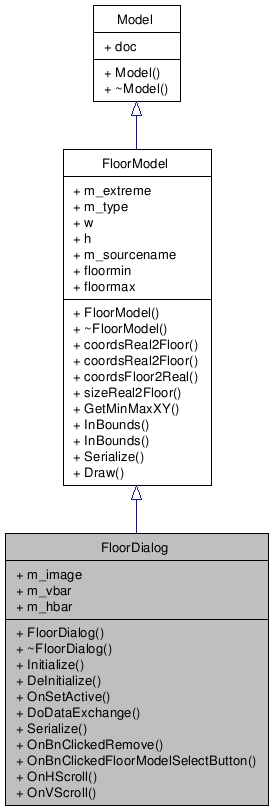 Model
+ doc
+ Model()
+ ~Model()
FloorModel
+ m_extreme
+ m_type
+ w
+ h
+ m_sourcename
+ floormin
+ floormax
+ FloorModel()
+ ~FloorModel()
+ coordsReal2Floor()
+ coordsReal2Floor()
+ coordsFloor2Real()
+ sizeReal2Floor()
+ GetMinMaxXY()
+ InBounds()
+ InBounds()
+ Serialize()
+ Draw()
FloorDialog
+ m_image
+ m_vbar
+ m_hbar
+ FloorDialog()
+ ~FloorDialog()
+ Initialize()
+ DeInitialize()
+ OnSetActive()
+ DoDataExchange()
+ Serialize()
+ OnBnClickedRemove()
+ OnBnClickedFloorModelSelectButton()
+ OnHScroll()
+ OnVScroll()